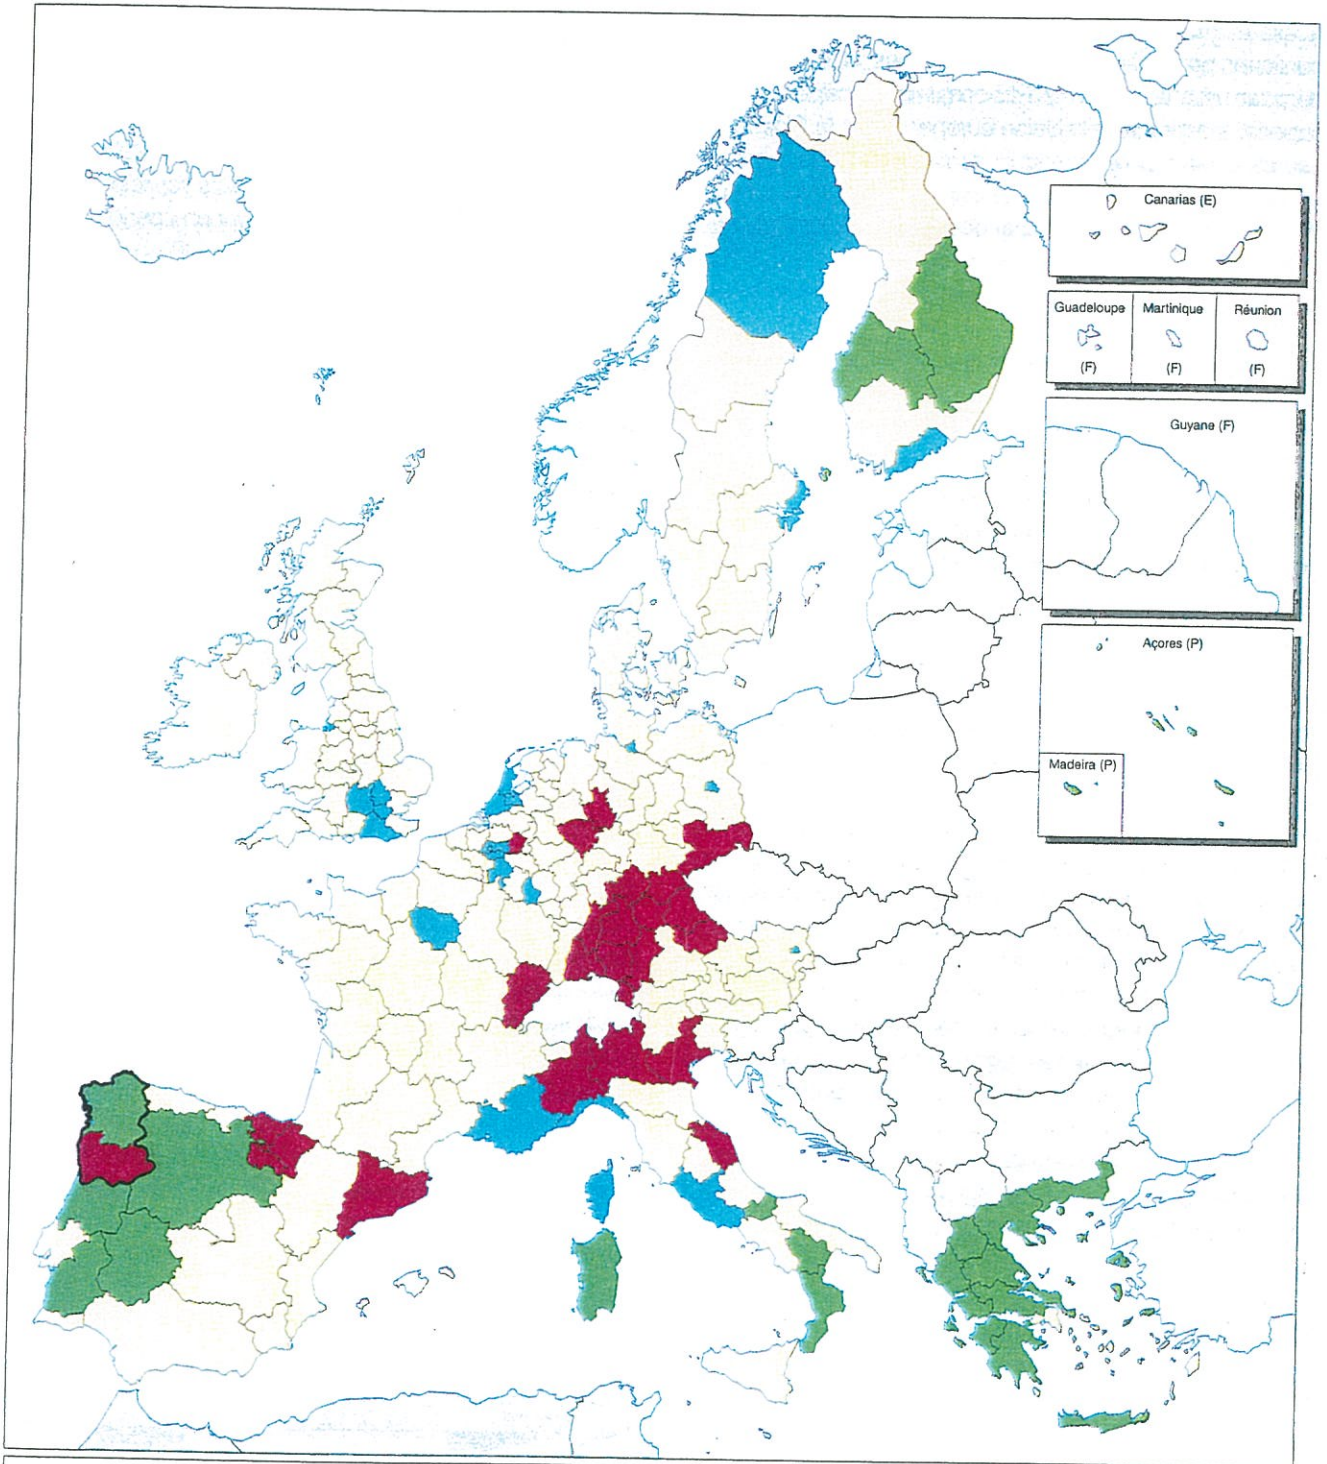 Canarias (E)
Guadeloupe
Martinique
Réunion
(F)
(F)
(F)
Guyane (F)
Açores (P)
Madeira (P)